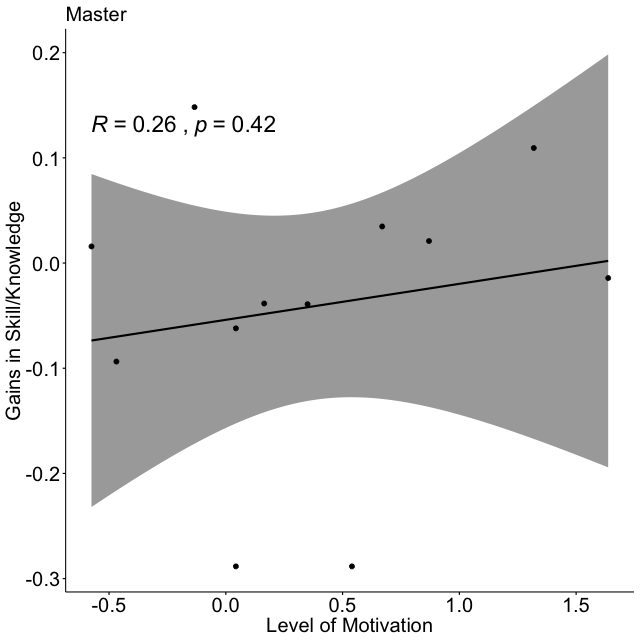 Master
R = 0.26 , p = 0.42
0.2
0.1
0.0
-0.1
-0.2
-0.3
Gains in Skill/Knowledge
-0.5 0.0 0.5 1.0 1.5
Level of Motivation